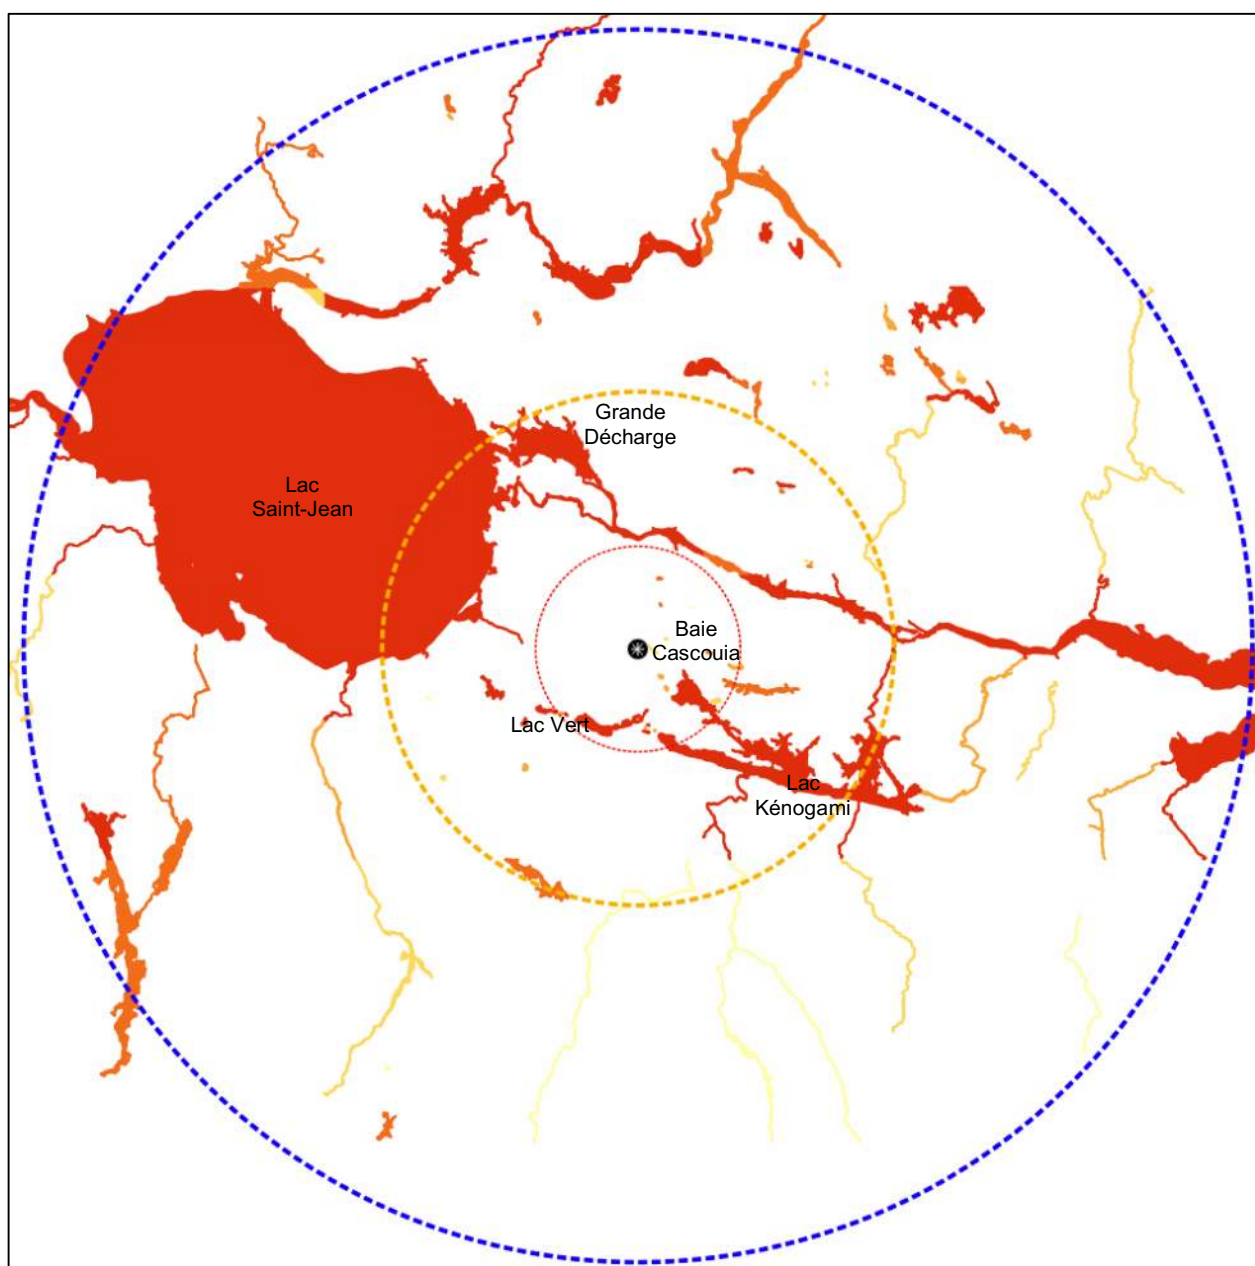 Grande
Décharge
Lac
Saint-Jean
Baie
Cascouia
Lac Vert
Lac
Kénogami